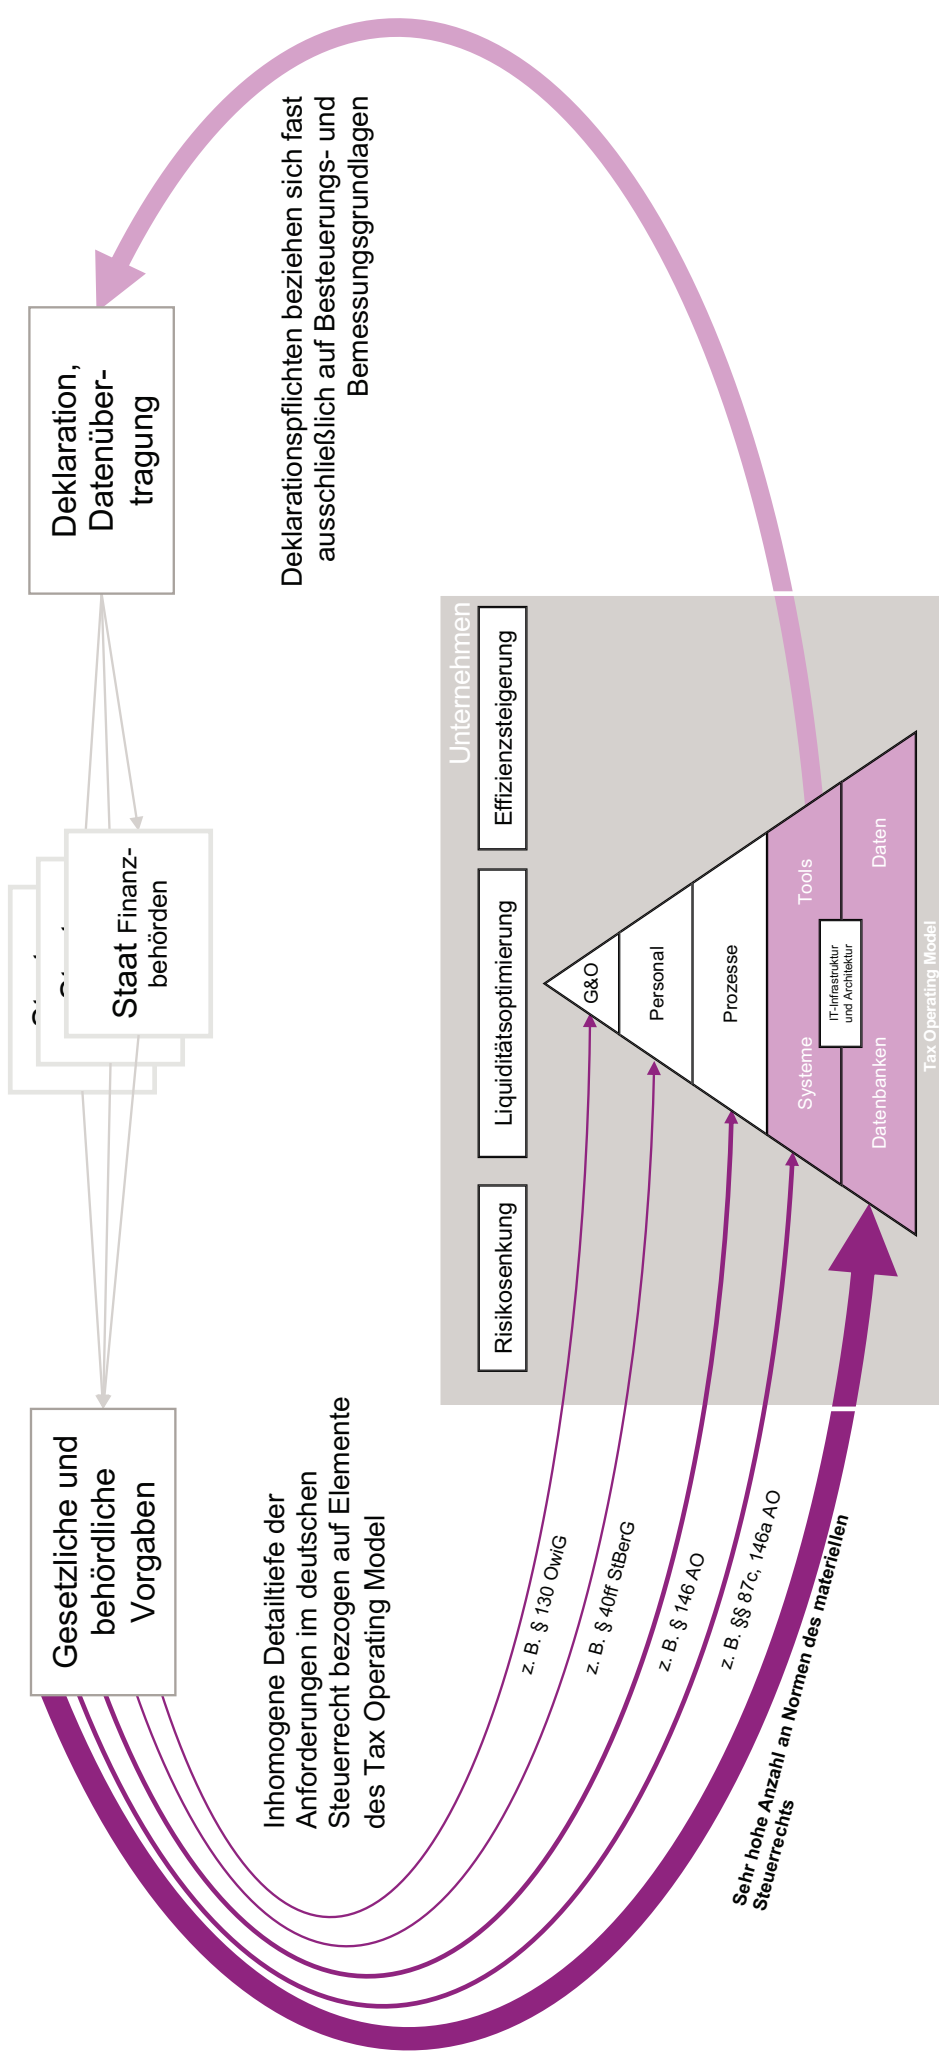 Gesetzliche und
behördliche
Vorgaben
Staat Finanz-
behörden
Deklaration,
Datenüber-
tragung
Inhomogene Detailtiefe der
Anforderungen im deutschen
Steuerrecht bezogen auf Elemente
des Tax Operating Model
Deklarationspflichten beziehen sich fast
ausschließlich auf Besteuerungs- und
Bemessungsgrundlagen
Unternehmen
Risikosenkung
Liquiditätsoptimierung
Effizienzsteigerung
G&O
Personal
Prozesse
Systeme
Tools
IT-Infrastruktur
und Architektur
Datenbanken
Daten
Tax Operating Model
z. B. § 130 OwiG
z. B. § 40ff StBerG
z. B. § 146 AO
z. B. §§ 87c, 146a AO
Sehr hohe Anzahl an Normen des materiellen
Steuerrechts